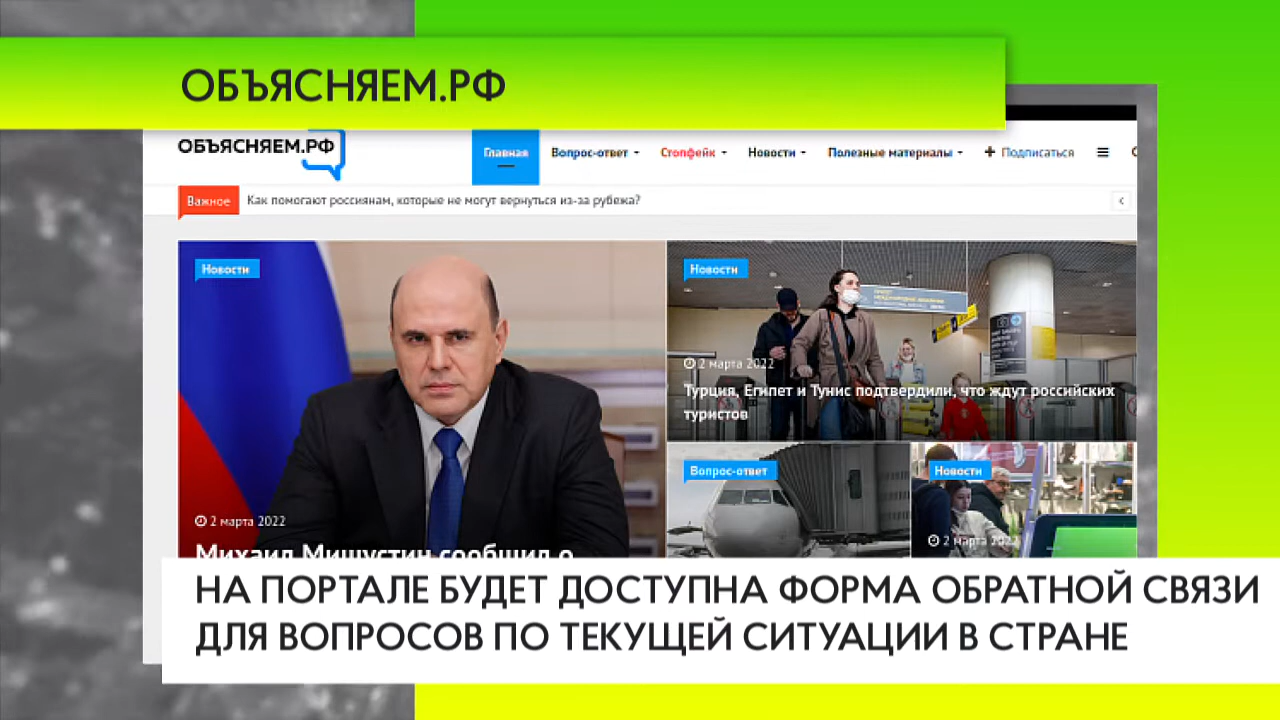 ОБЪЯСНЯЕМ.РФ
ОБЪЯСНЯЕМ.РФ
Главная Вопрос-ответ Стопфейк Новости Полезные материалы + Подписаться
Важное Как помогают россиянам, которые не могут вернуться из-за рубежа?
Новости
2 марта 2022
Михаил Мишустин сообщил о
Новости
2 марта 2022
Турция, Египет и Тунис подтвердили, что ждут российских
туристов
Вопрос-ответ
Новости
2 марта 2022
НА ПОРТАЛЕ БУДЕТ ДОСТУПНА ФОРМА ОБРАТНОЙ СВЯЗИ
ДЛЯ ВОПРОСОВ ПО ТЕКУЩЕЙ СИТУАЦИИ В СТРАНЕ